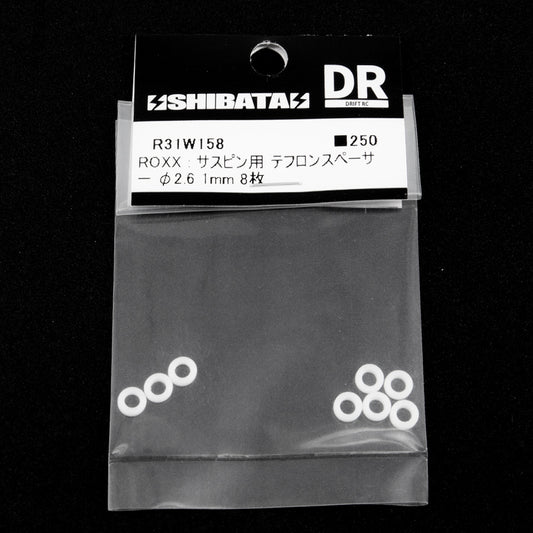 SHIBATA
DR
DRIFT RC
R31W158 ■250
ROXX : サスピン用 テフロンスペーサ
ー φ2.6 1mm 8枚